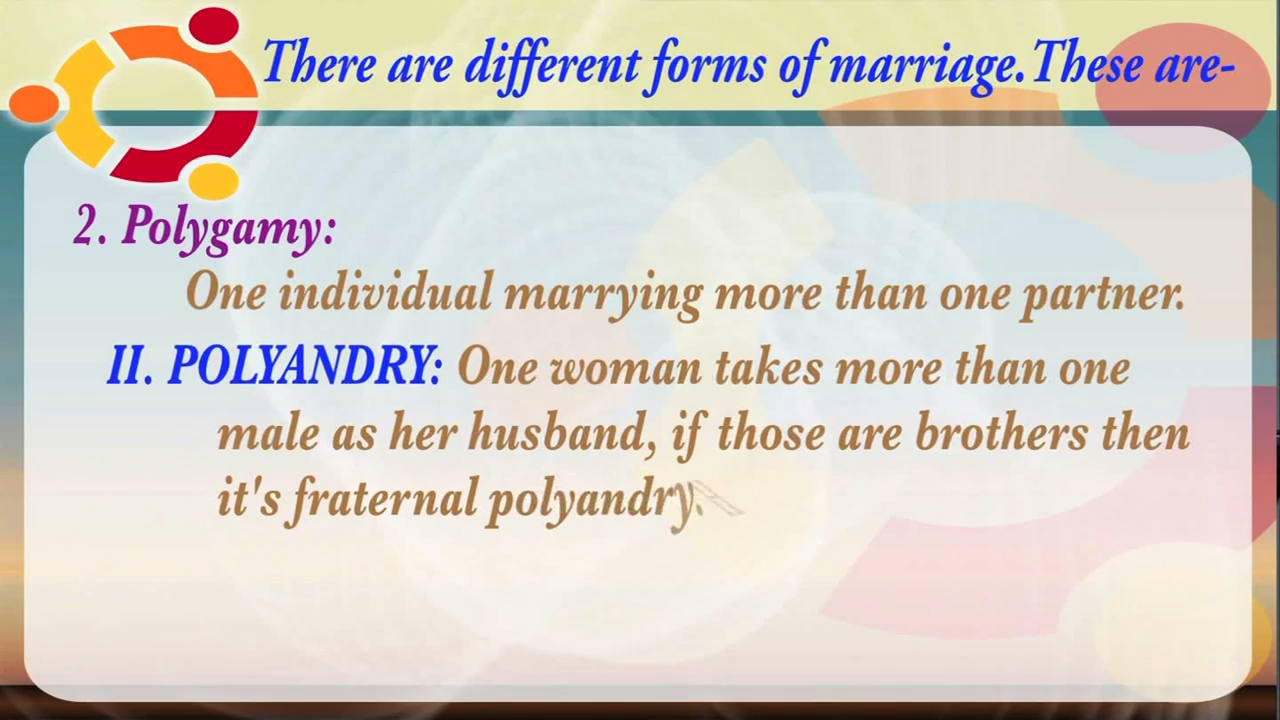 There are different forms of marriage. These are-
2. Polygamy:
One individual marrying more than one partner.
II. POLYANDRY: One woman takes more than one
male as her husband, if those are brothers then
it's fraternal polyandry.